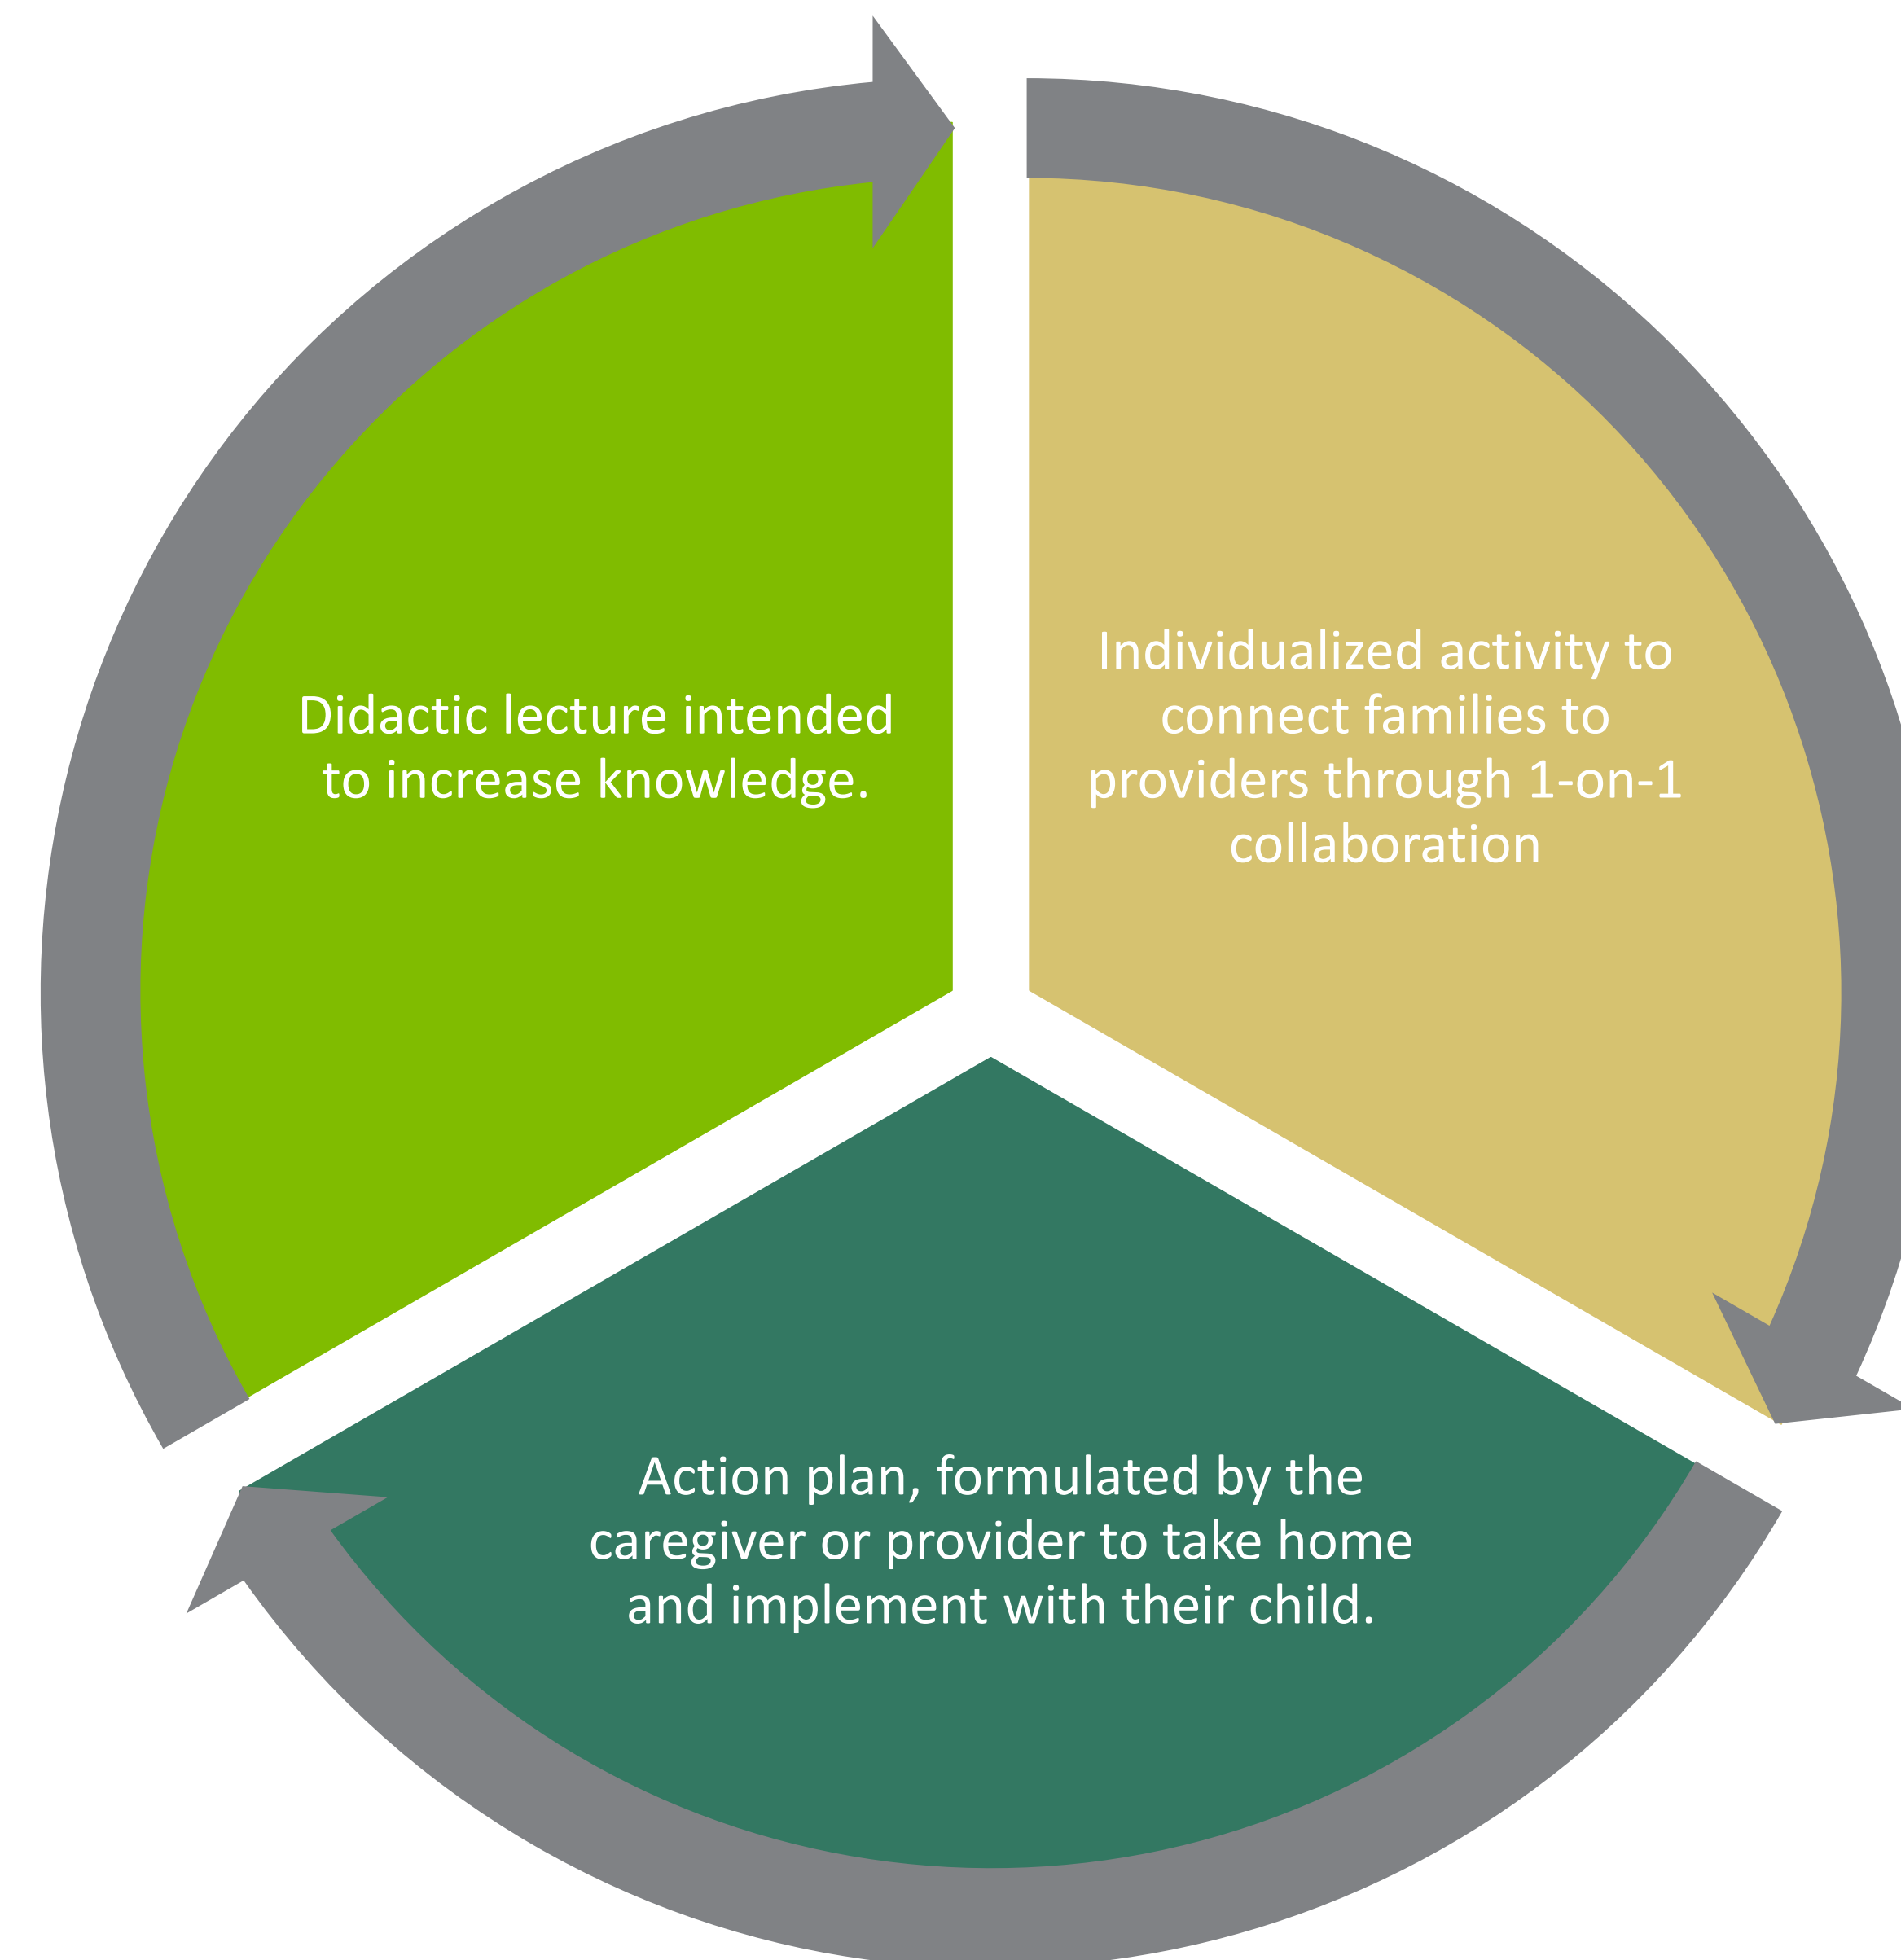 Didactic lecture intended
to increase knowledge.
Individualized activity to
connect families to
providers through 1-on-1
collaboration
Action plan, formulated by the
caregiver or provider to take home
and implement with their child.